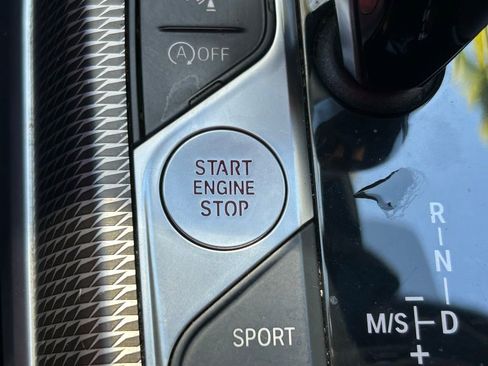 A OFF
START
ENGINE
STOP
SPORT
R
N
M/S
D
+